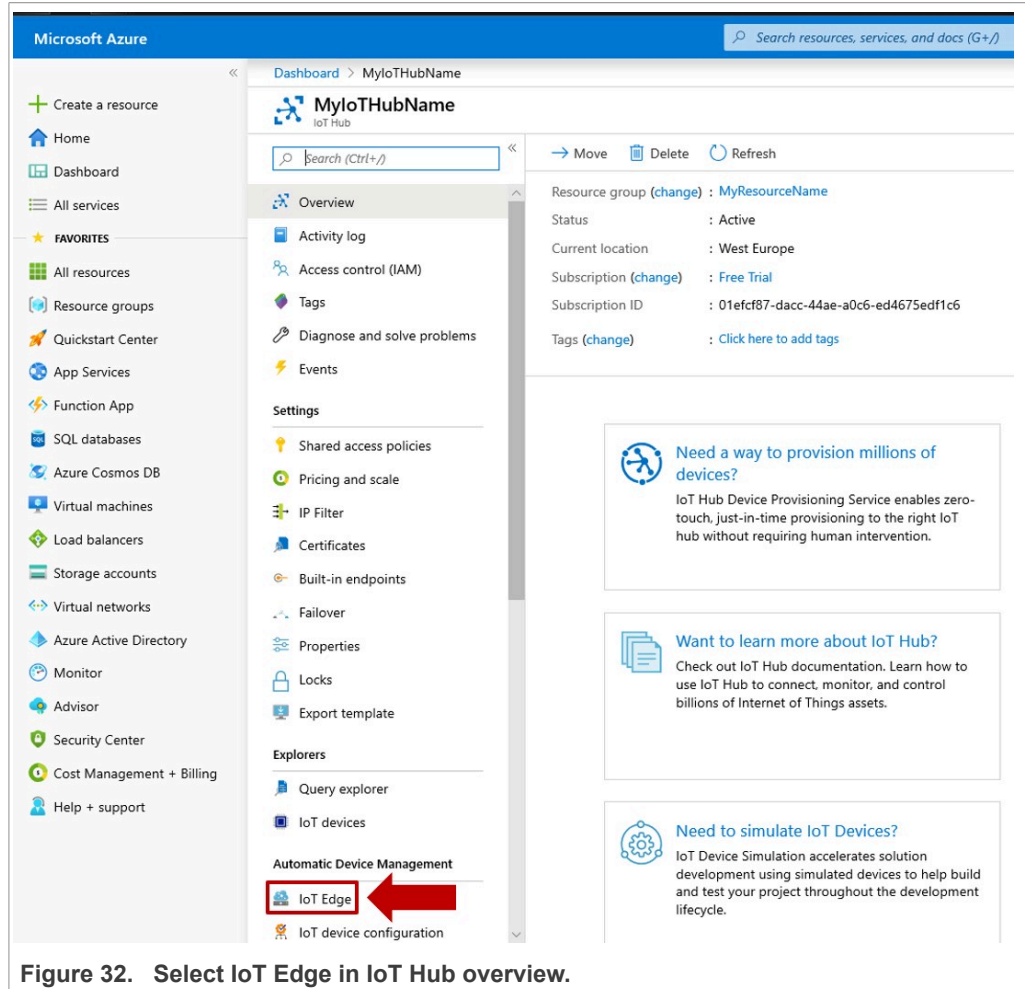 Microsoft Azure
Search resources, services, and docs (G+/)
«
Create a resource
Home
Dashboard
All services
FAVORITES
All resources
Resource groups
Quickstart Center
App Services
Function App
SQL databases
Azure Cosmos DB
Virtual machines
Load balancers
Storage accounts
Virtual networks
Azure Active Directory
Monitor
Advisor
Security Center
Cost Management + Billing
Help + support
Dashboard > MyIoTHubName
MyIoTHubName
IoT Hub
Search (Ctrl+/)
«
Overview
Activity log
Access control (IAM)
Tags
Diagnose and solve problems
Events
Settings
Shared access policies
Pricing and scale
IP Filter
Certificates
Built-in endpoints
Failover
Properties
Locks
Export template
Explorers
Query explorer
IoT devices
Automatic Device Management
IoT Edge
IoT device configuration
Move Delete Refresh
Resource group (change) : MyResourceName
Status : Active
Current location : West Europe
Subscription (change) : Free Trial
Subscription ID : 01efcf87-dacc-44ae-a0c6-ed4675edf1c6
Tags (change) : Click here to add tags
Need a way to provision millions of
devices?
IoT Hub Device Provisioning Service enables zero-
touch, just-in-time provisioning to the right IoT
hub without requiring human intervention.
Want to learn more about IoT Hub?
Check out IoT Hub documentation. Learn how to
use IoT Hub to connect, monitor, and control
billions of Internet of Things assets.
Need to simulate IoT Devices?
IoT Device Simulation accelerates solution
development using simulated devices to help build
and test your project throughout the development
lifecycle.
Figure 32. Select IoT Edge in IoT Hub overview.